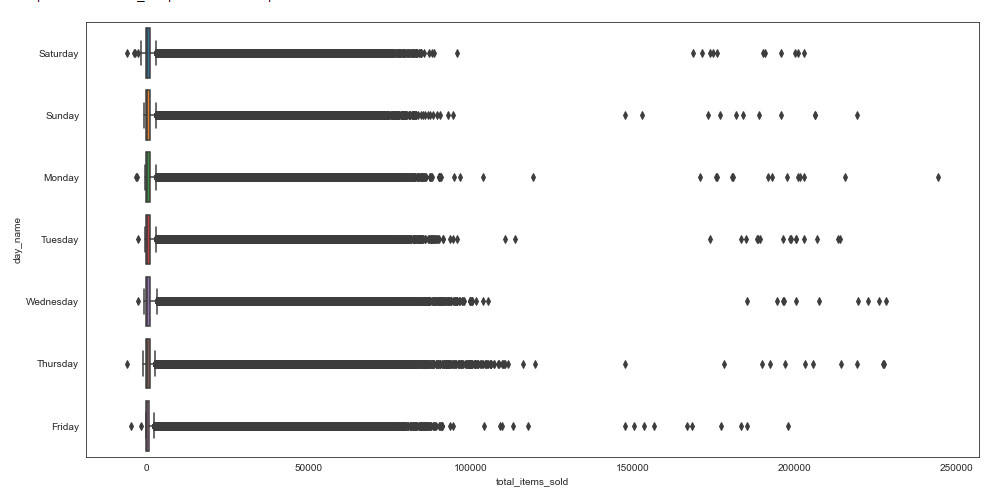 Saturday
Sunday
Monday
Tuesday
Wednesday
Thursday
Friday
day_name
0 50000 100000 150000 200000 250000
total_items_sold